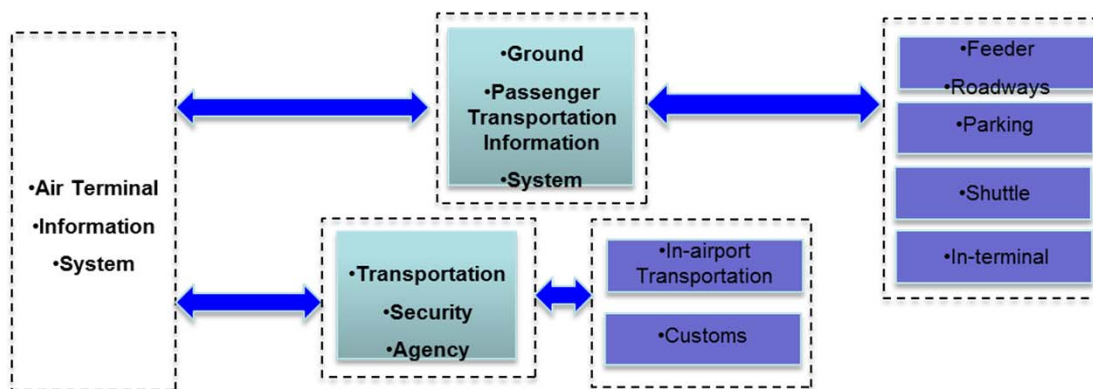 •Air Terminal
•Information
•System
•Ground
•Passenger
Transportation
Information
•System
•Feeder
•Roadways
•Parking
•Shuttle
•In-terminal
•Transportation
•Security
•Agency
•In-airport
Transportation
•Customs